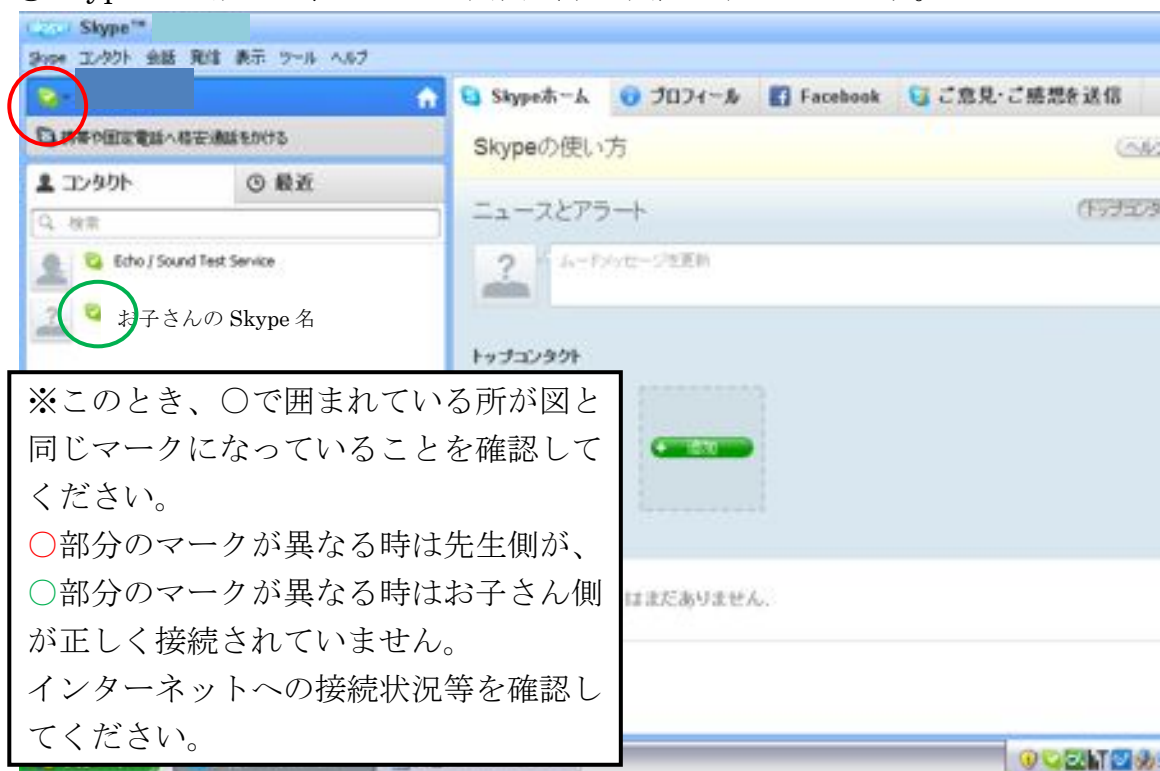 Skype™
Skype コンタクト 会話 発信 表示 ツール ヘルプ
Skypeホーム プロフィール Facebook ご意見・ご感想を送信
携帯や固定電話へ格安通話をかける
Skypeの使い方
コンタクト 最近
ニュースとアラート
検索
Echo / Sound Test Service
ムードメッセージを更新
お子さんの Skype 名
トップコンタクト
追加
※このとき、○で囲まれている所が図と
同じマークになっていることを確認して
ください。
○部分のマークが異なる時は先生側が、
○部分のマークが異なる時はお子さん側
が正しく接続されていません。
インターネットへの接続状況等を確認し
てください。
はまだありません.